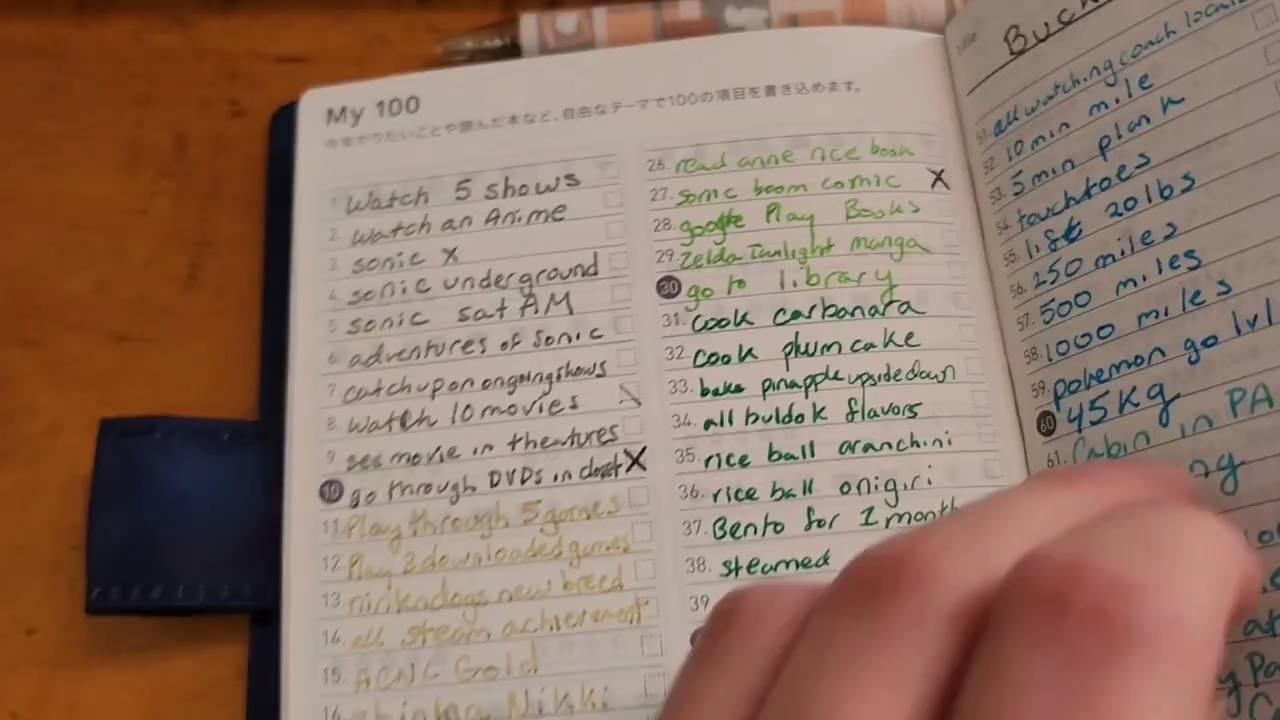 My 100
今年やりたいことや読んだ本など、自由なテーマで100の項目を書き込めます。
1. Watch 5 shows
2. Watch an Anime
3. sonic X
4. sonic underground
5. sonic sat AM
6. adventures of Sonic
7. catch up on ongoing shows
8. Watch 10 movies
9. see movie in theatures
10 go through DVDs in closet X
11. Play through 5 games
12. Play 3 downloaded games
13. nintendogs new breed
14. all steam achievement
15. ACNL Gold
16. Nikki
26. read anne rice book
27. sonic boom comic X
28. google Play Books
29. Zelda Twilight manga
30 go to library
31. cook carbonara
32. cook plum cake
33. bake pinapple upsidedown
34. all buldok flavors
35. rice ball aranchini
36. rice ball onigiri
37. Bento for 1 month
38. steamed
39
title
51. all watching coach local
52. 10 min mile
53. 5 min plank
54. touch toes
55. lift 20lbs
56. 250 miles
57. 500 miles
58. 1000 miles
59. pokemon go lvl
60 45kg
61. Cabin in PA